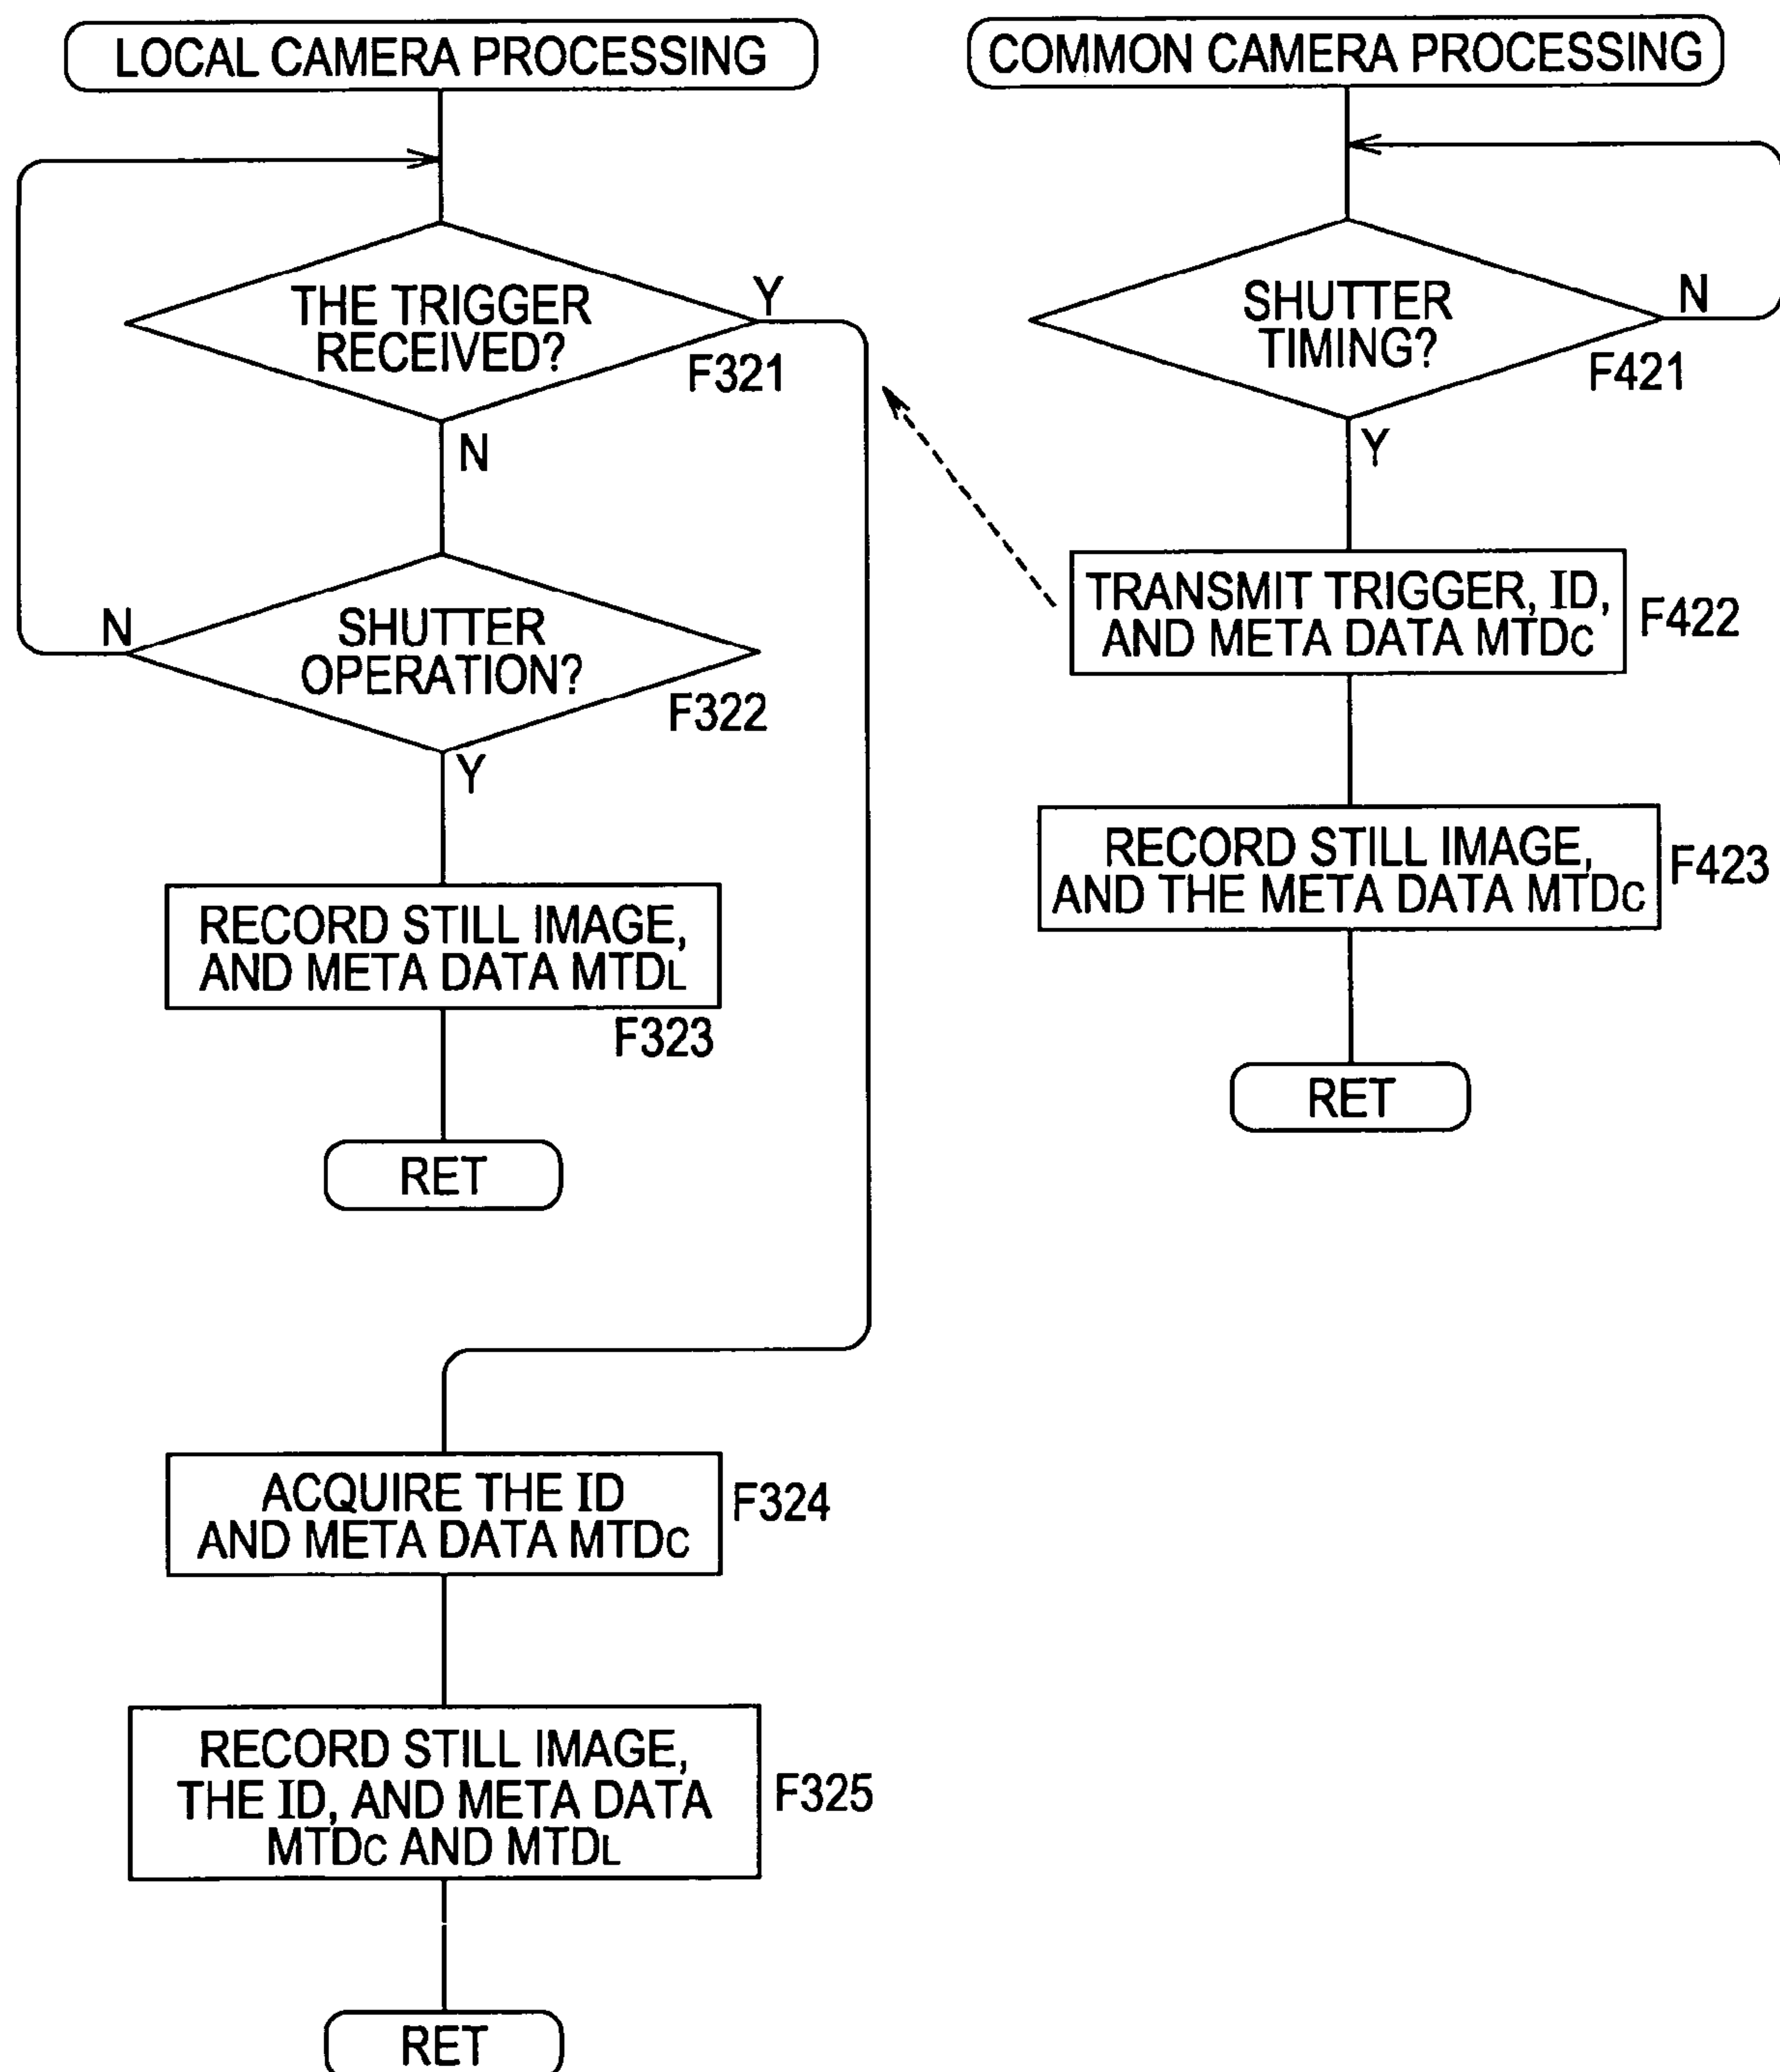 LOCAL CAMERA PROCESSING
THE TRIGGER
RECEIVED?
Y
F321
N
SHUTTER
OPERATION?
N
F322
Y
RECORD STILL IMAGE,
AND META DATA MTDL
F323
RET
ACQUIRE THE ID
AND META DATA MTDC
F324
RECORD STILL IMAGE,
THE ID, AND META DATA
MTDC AND MTDL
F325
RET
COMMON CAMERA PROCESSING
SHUTTER
TIMING?
N
F421
Y
TRANSMIT TRIGGER, ID,
AND META DATA MTDC
F422
RECORD STILL IMAGE,
AND THE META DATA MTDC
F423
RET